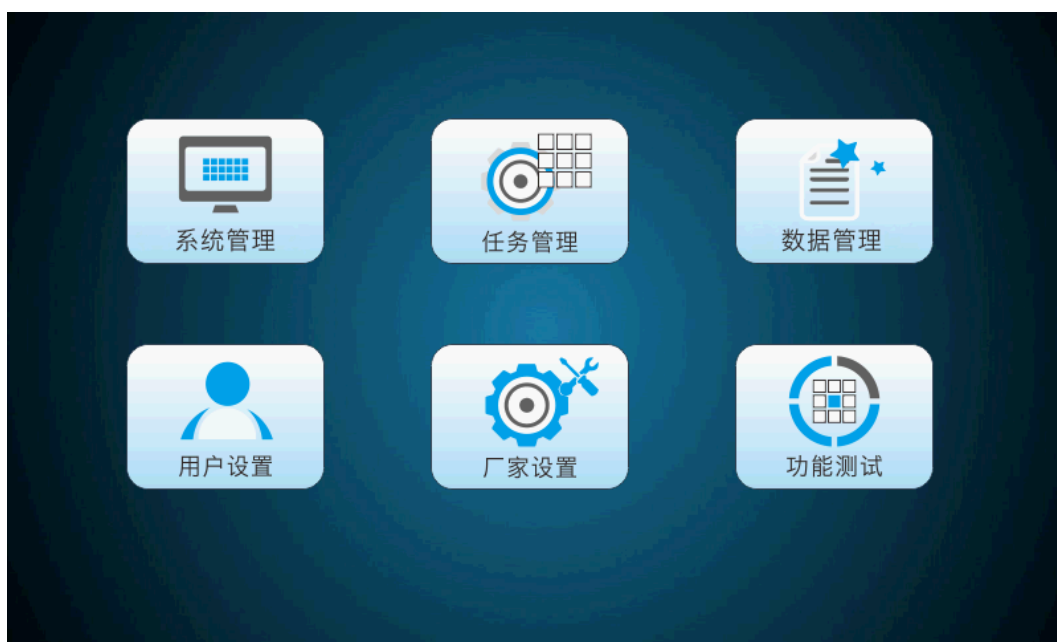 系统管理
任务管理
数据管理
用户设置
厂家设置
功能测试